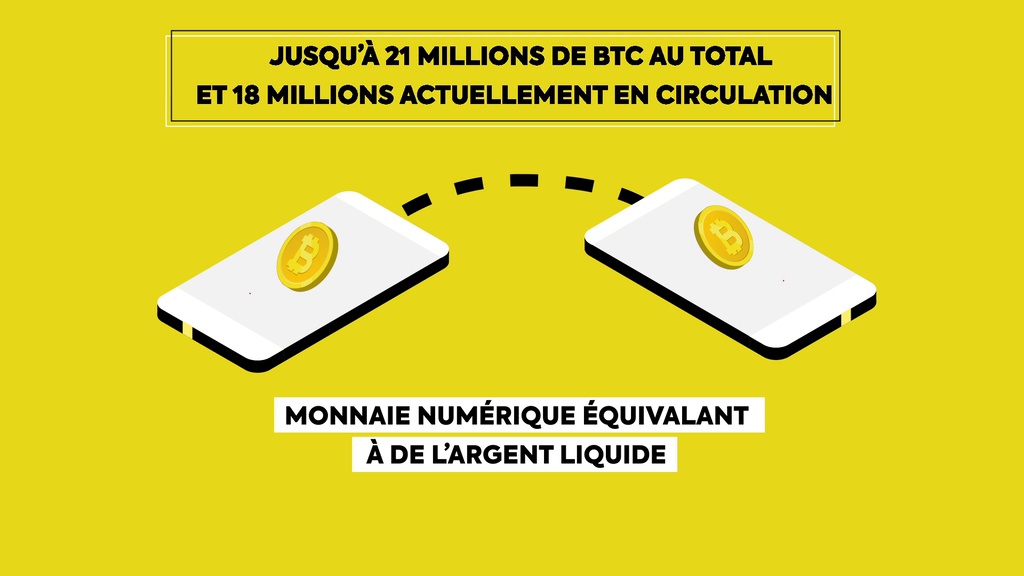 JUSQU'À 21 MILLIONS DE BTC AU TOTAL
ET 18 MILLIONS ACTUELLEMENT EN CIRCULATION
MONNAIE NUMÉRIQUE ÉQUIVALANT
À DE L'ARGENT LIQUIDE